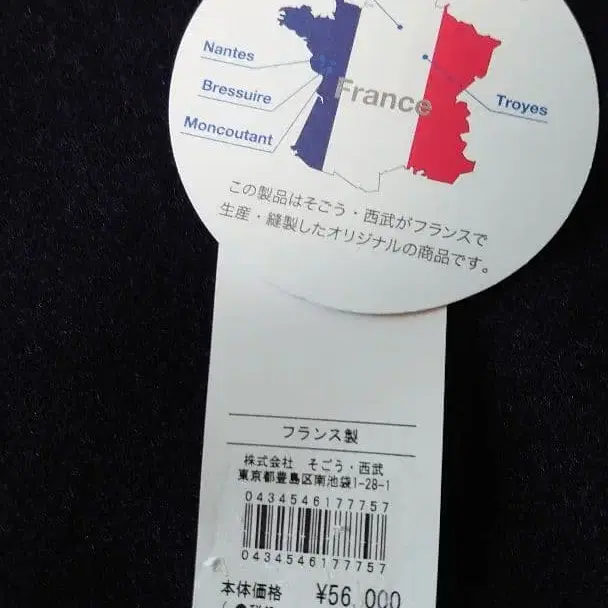 Nantes
Bressuire
Moncoutant
France
Troyes
この製品はそごう・西武がフランスで
生産・縫製したオリジナルの商品です。
フランス製
株式会社 そごう・西武
東京都豊島区南池袋1-28-1
0434546177757
0434546177757
本体価格 ¥56,000